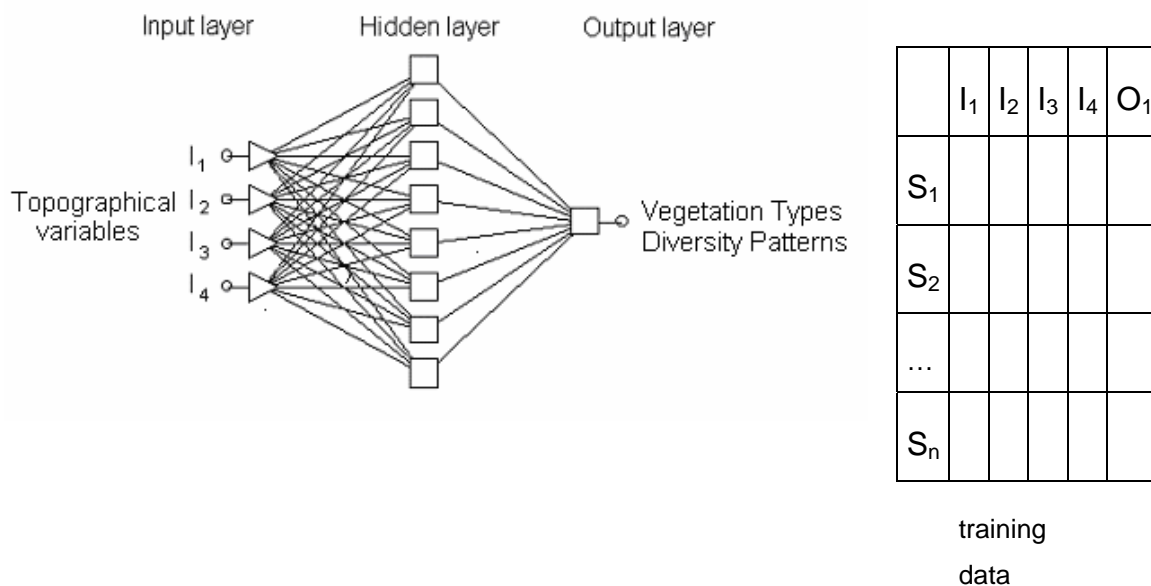 Input layer Hidden layer Output layer
I1
I2
I3
I4
Topographical
variables
Vegetation Types
Diversity Patterns
I1 I2 I3 I4 O1
S1
S2
...
Sn
training
data